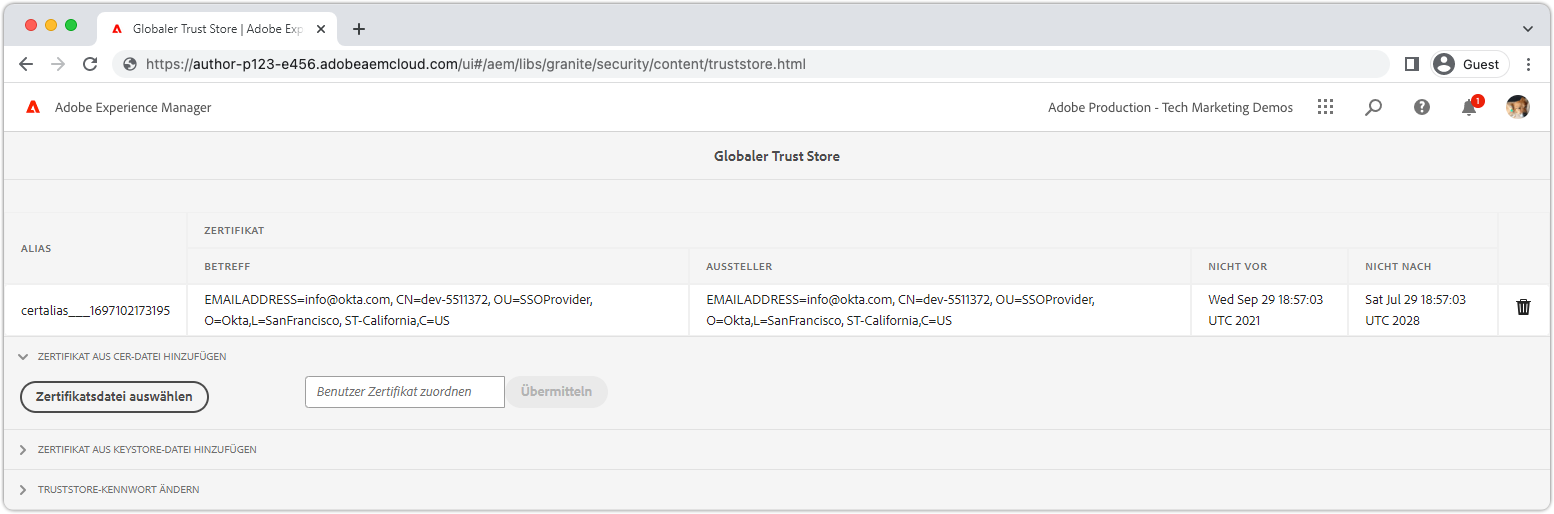 Globaler Trust Store | Adobe Exp
https://author-p123-e456.adobeaemcloud.com/ui#/aem/libs/granite/security/content/truststore.html
Guest
Adobe Experience Manager
Adobe Production - Tech Marketing Demos
1
Globaler Trust Store
ALIAS
ZERTIFIKAT
BETREFF
AUSSTELLER
NICHT VOR
NICHT NACH
certalias___1697102173195
EMAILADDRESS=info@okta.com, CN=dev-5511372, OU=SSOProvider,
O=Okta,L=SanFrancisco, ST-California,C=US
EMAILADDRESS=info@okta.com, CN=dev-5511372, OU=SSOProvider,
O=Okta,L=SanFrancisco, ST-California,C=US
Wed Sep 29 18:57:03
UTC 2021
Sat Jul 29 18:57:03
UTC 2028
ZERTIFIKAT AUS CER-DATEI HINZUFÜGEN
Zertifikatsdatei auswählen
Benutzer Zertifikat zuordnen
Übermitteln
ZERTIFIKAT AUS KEYSTORE-DATEI HINZUFÜGEN
TRUSTSTORE-KENNWORT ÄNDERN